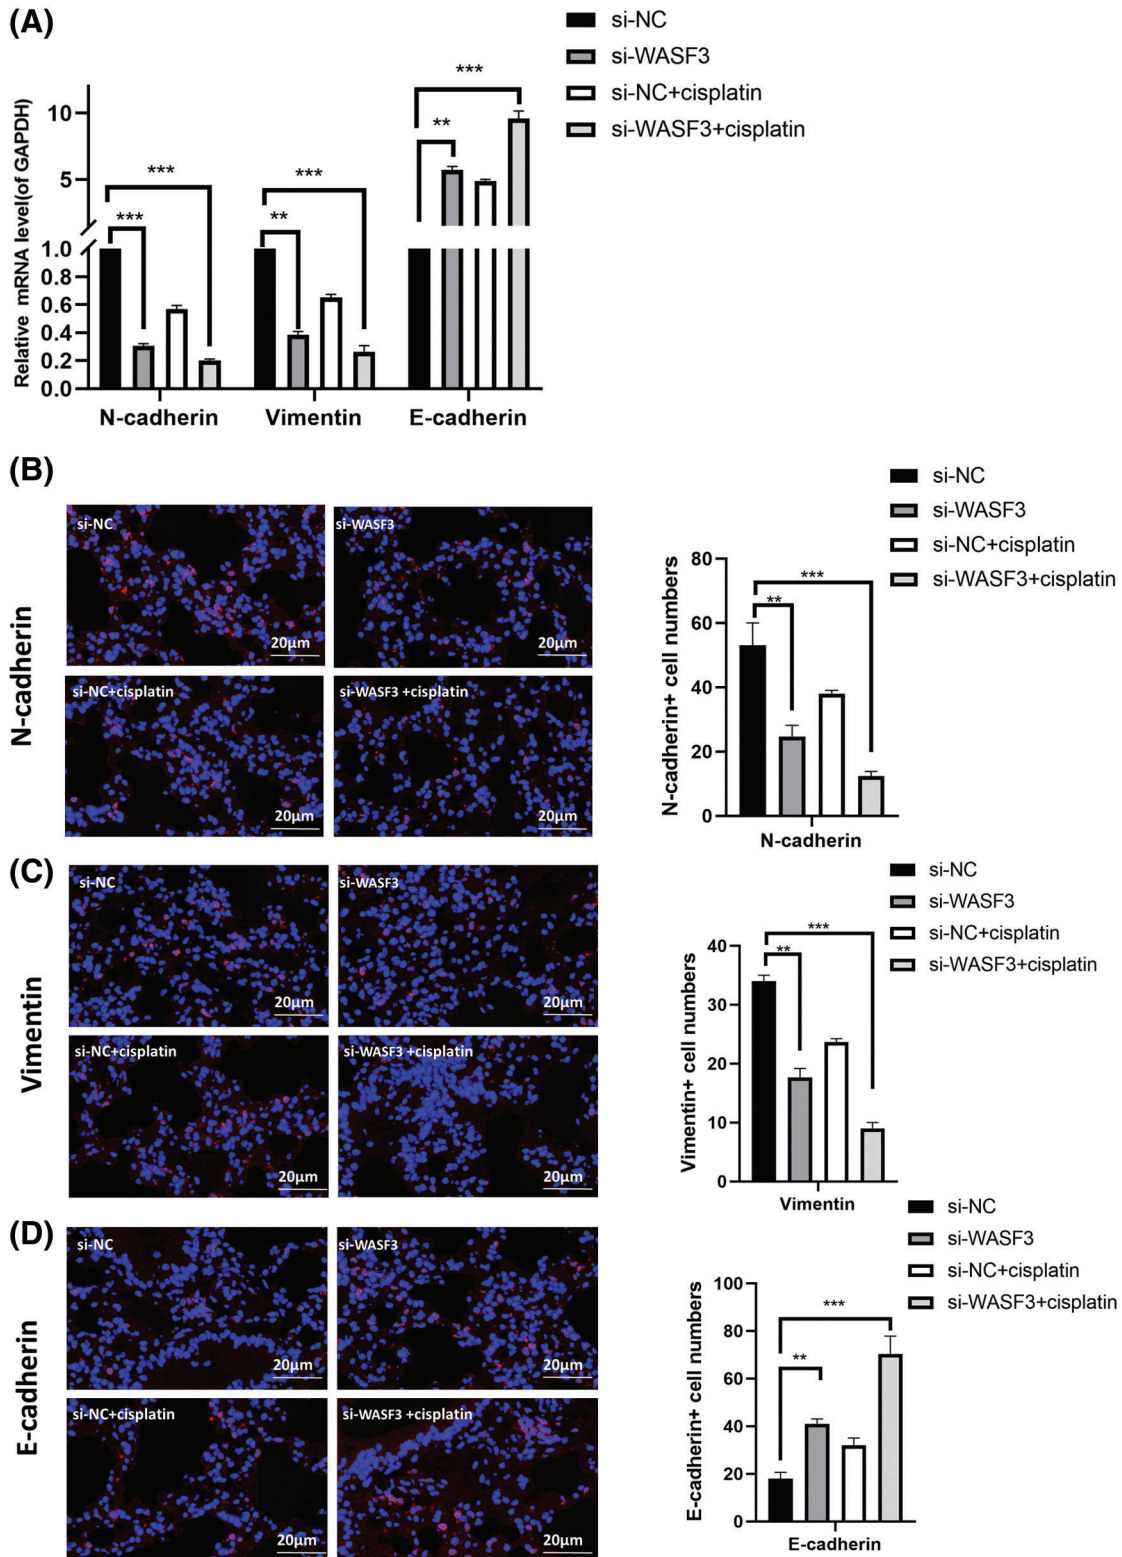 (A)
si-NC
si-WASF3
si-NC+cisplatin
si-WASF3+cisplatin
Relative mRNA level(of GAPDH)
10
5
1.0
0.8
0.6
0.4
0.2
0.0
***
***
**
***
**
***
N-cadherin
Vimentin
E-cadherin
(B)
N-cadherin
si-NC
20μm
si-WASF3
20μm
si-NC+cisplatin
20μm
si-WASF3 +cisplatin
20μm
si-NC
si-WASF3
si-NC+cisplatin
si-WASF3+cisplatin
N-cadherin+ cell numbers
80
60
40
20
0
**
***
N-cadherin
(C)
Vimentin
si-NC
20μm
si-WASF3
20μm
si-NC+cisplatin
20μm
si-WASF3 +cisplatin
20μm
si-NC
si-WASF3
si-NC+cisplatin
si-WASF3+cisplatin
Vimentin+ cell numbers
40
30
20
10
0
**
***
Vimentin
(D)
E-cadherin
si-NC
20μm
si-WASF3
20μm
si-NC+cisplatin
20μm
si-WASF3 +cisplatin
20μm
si-NC
si-WASF3
si-NC+cisplatin
si-WASF3+cisplatin
E-cadherin+ cell numbers
100
80
60
40
20
0
**
***
E-cadherin